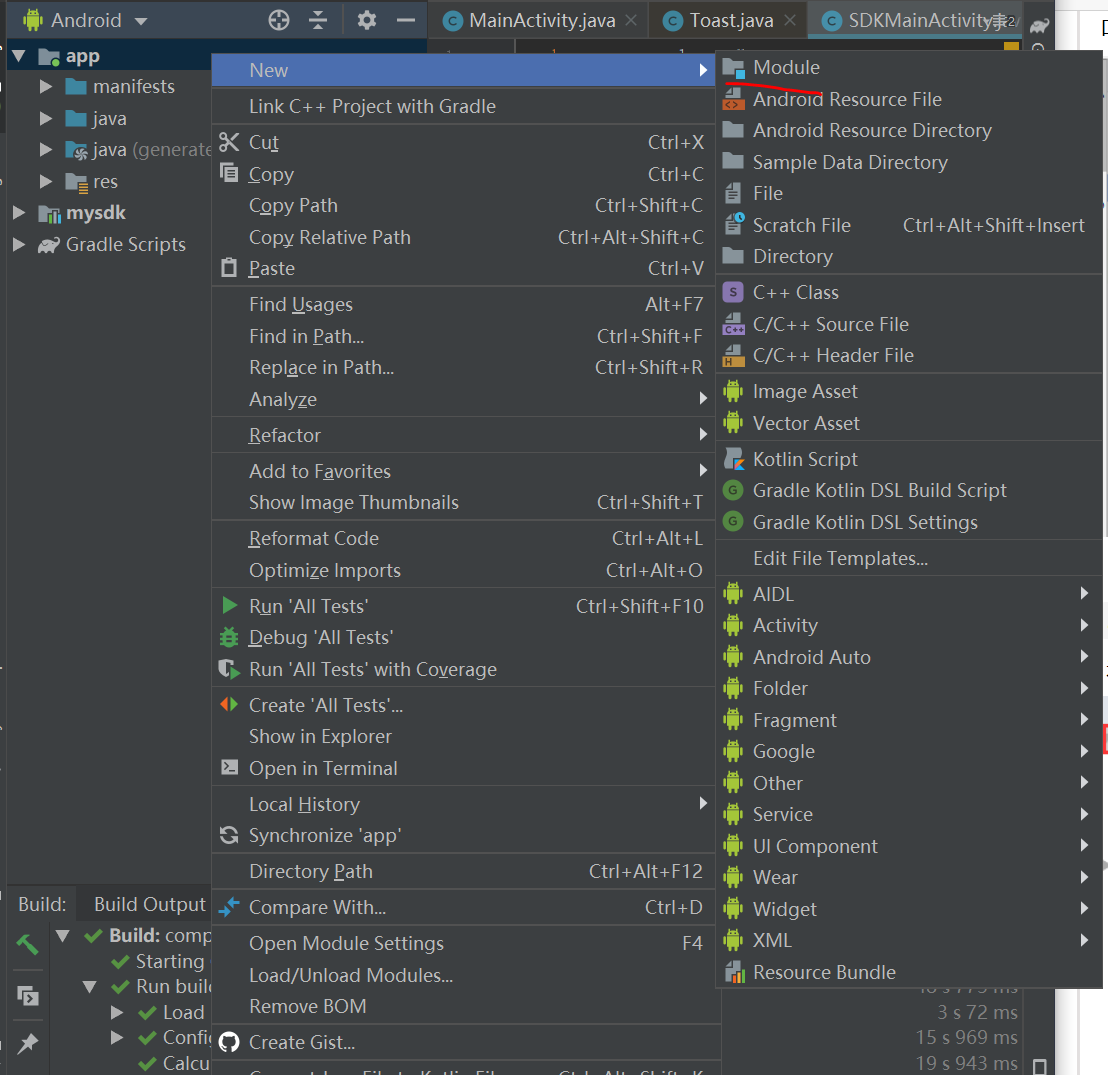 Android
MainActivity.java
Toast.java
SDKMainActivity.j
app
manifests
java
java (generate
res
mysdk
Gradle Scripts
New
Link C++ Project with Gradle
Cut Ctrl+X
Copy Ctrl+C
Copy Path Ctrl+Shift+C
Copy Relative Path Ctrl+Alt+Shift+C
Paste Ctrl+V
Find Usages Alt+F7
Find in Path... Ctrl+Shift+F
Replace in Path... Ctrl+Shift+R
Analyze
Refactor
Add to Favorites
Show Image Thumbnails Ctrl+Shift+T
Reformat Code Ctrl+Alt+L
Optimize Imports Ctrl+Alt+O
Run 'All Tests' Ctrl+Shift+F10
Debug 'All Tests'
Run 'All Tests' with Coverage
Create 'All Tests'...
Show in Explorer
Open in Terminal
Local History
Synchronize 'app'
Directory Path Ctrl+Alt+F12
Compare With... Ctrl+D
Open Module Settings F4
Load/Unload Modules...
Remove BOM
Create Gist...
Module
Android Resource File
Android Resource Directory
Sample Data Directory
File
Scratch File Ctrl+Alt+Shift+Insert
Directory
S C++ Class
C++ C/C++ Source File
H C/C++ Header File
Image Asset
Vector Asset
Kotlin Script
G Gradle Kotlin DSL Build Script
G Gradle Kotlin DSL Settings
Edit File Templates...
AIDL
Activity
Android Auto
Folder
Fragment
Google
Other
Service
UI Component
Wear
Widget
XML
Resource Bundle
Build: Build Output
Build: comp
Starting
Run buil
Load
Config
Calcu
3 s 72 ms
15 s 969 ms
19 s 943 ms